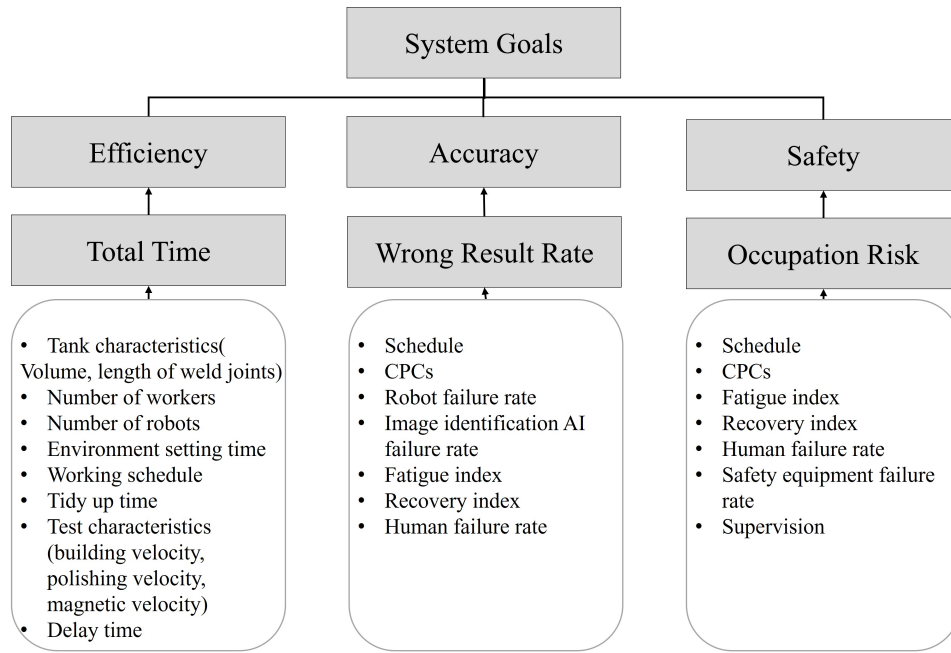 System Goals
Efficiency
Accuracy
Safety
Total Time
Wrong Result Rate
Occupation Risk
• Tank characteristics(
Volume, length of weld joints)
• Number of workers
• Number of robots
• Environment setting time
• Working schedule
• Tidy up time
• Test characteristics
(building velocity,
polishing velocity,
magnetic velocity)
• Delay time
• Schedule
• CPCs
• Robot failure rate
• Image identification AI
failure rate
• Fatigue index
• Recovery index
• Human failure rate
• Schedule
• CPCs
• Fatigue index
• Recovery index
• Human failure rate
• Safety equipment failure
rate
• Supervision